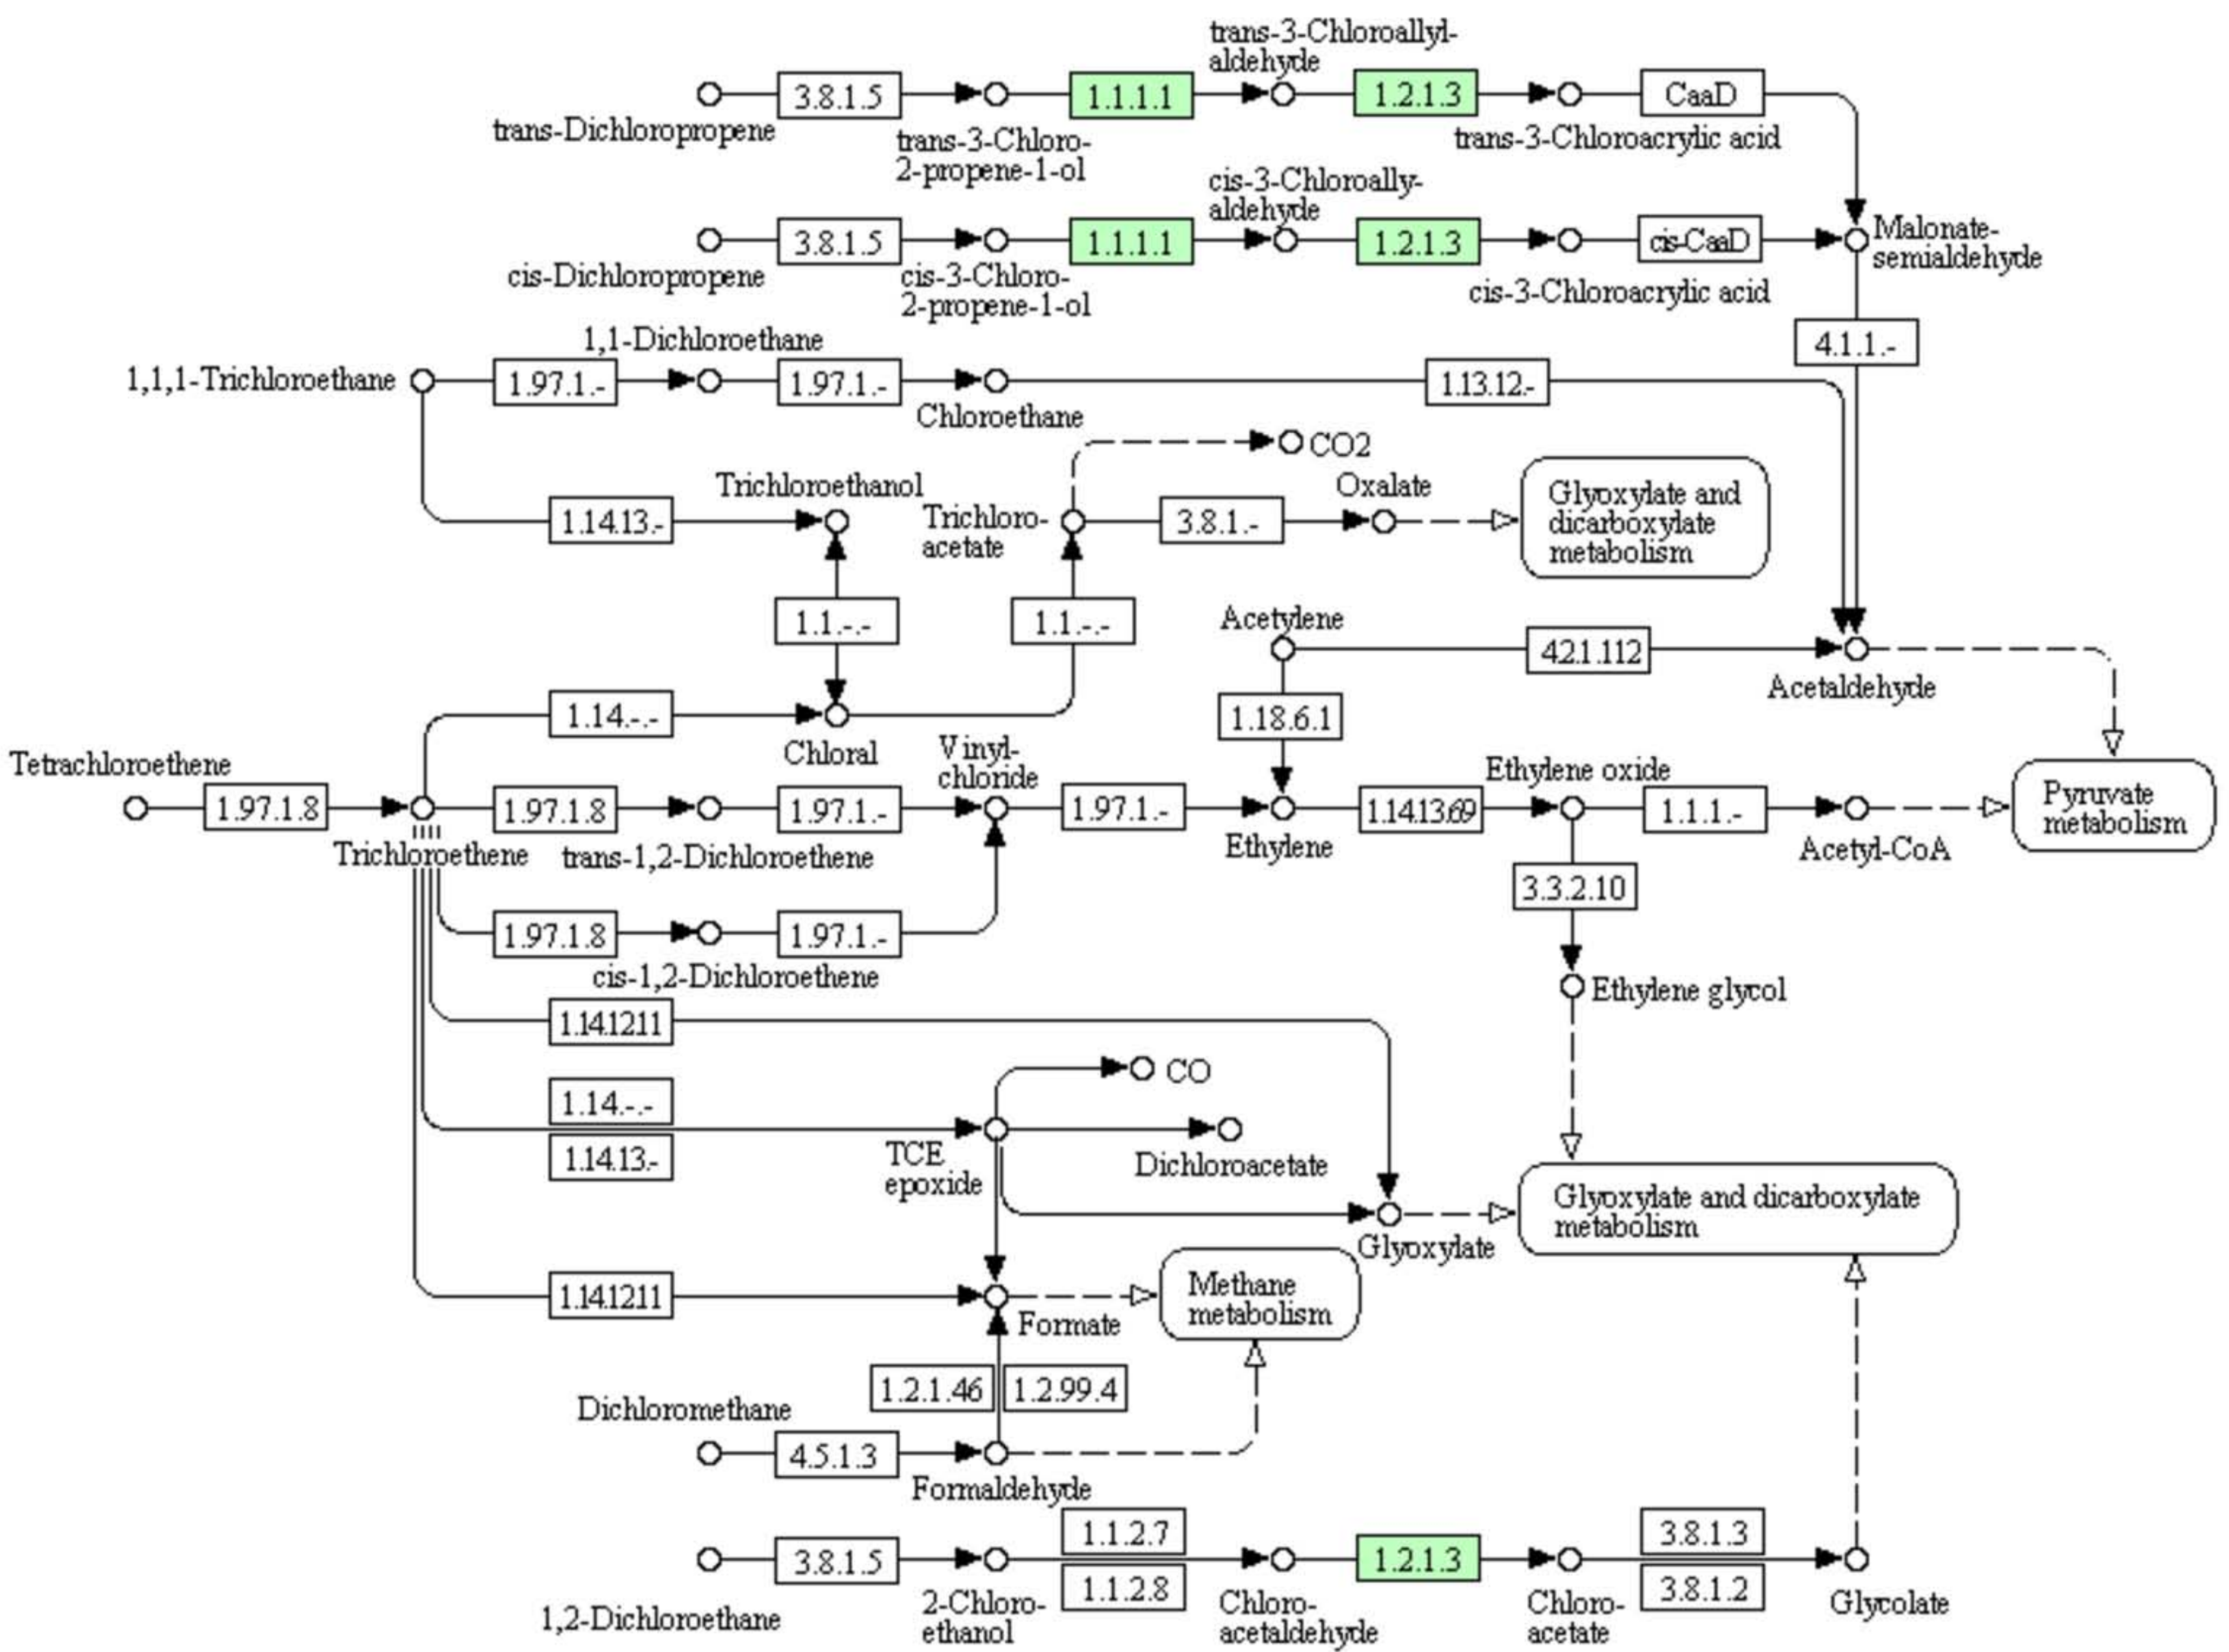 trans-3-Chloroallyl-
aldehyde
3.8.1.5
1.1.1.1
1.2.1.3
CaaD
trans-Dichloropropene
trans-3-Chloro-
2-propene-1-ol
trans-3-Chloroacrylic acid
cis-3-Chloroally-
aldehyde
3.8.1.5
1.1.1.1
1.2.1.3
cis-CaaD
Malonate-
semialdehyde
cis-Dichloropropene
cis-3-Chloro-
2-propene-1-ol
cis-3-Chloroacrylic acid
4.1.1.-
1,1-Dichloroethane
1,1,1-Trichloroethane
1.97.1.-
1.97.1.-
1.13.12.-
Chloroethane
CO2
Trichloroethanol
Oxalate
1.14.13.-
Trichloro-
acetate
3.8.1.-
Glyoxylate and
dicarboxylate
metabolism
1.1.-.-
1.1.-.-
Acetylene
4.2.1.112
Acetaldehyde
1.14.-.-
1.18.6.1
Chloral
Vinyl-
chloride
Tetrachloroethene
Ethylene oxide
1.97.1.8
1.97.1.8
1.97.1.-
1.97.1.-
1.14.13.69
1.1.1.-
Pyruvate
metabolism
Trichloroethene
trans-1,2-Dichloroethene
Ethylene
Acetyl-CoA
3.3.2.10
1.97.1.8
1.97.1.-
cis-1,2-Dichloroethene
Ethylene glycol
1.14.12.11
CO
1.14.-.-
1.14.13.-
TCE
epoxide
Dichloroacetate
Glyoxylate and dicarboxylate
metabolism
Glyoxylate
1.14.12.11
Methane
metabolism
Formate
1.2.1.46
1.2.99.4
Dichloromethane
4.5.1.3
Formaldehyde
1.1.2.7
3.8.1.3
3.8.1.5
1.2.1.3
1.1.2.8
3.8.1.2
1,2-Dichloroethane
2-Chloro-
ethanol
Chloro-
acetaldehyde
Chloro-
acetate
Glycolate